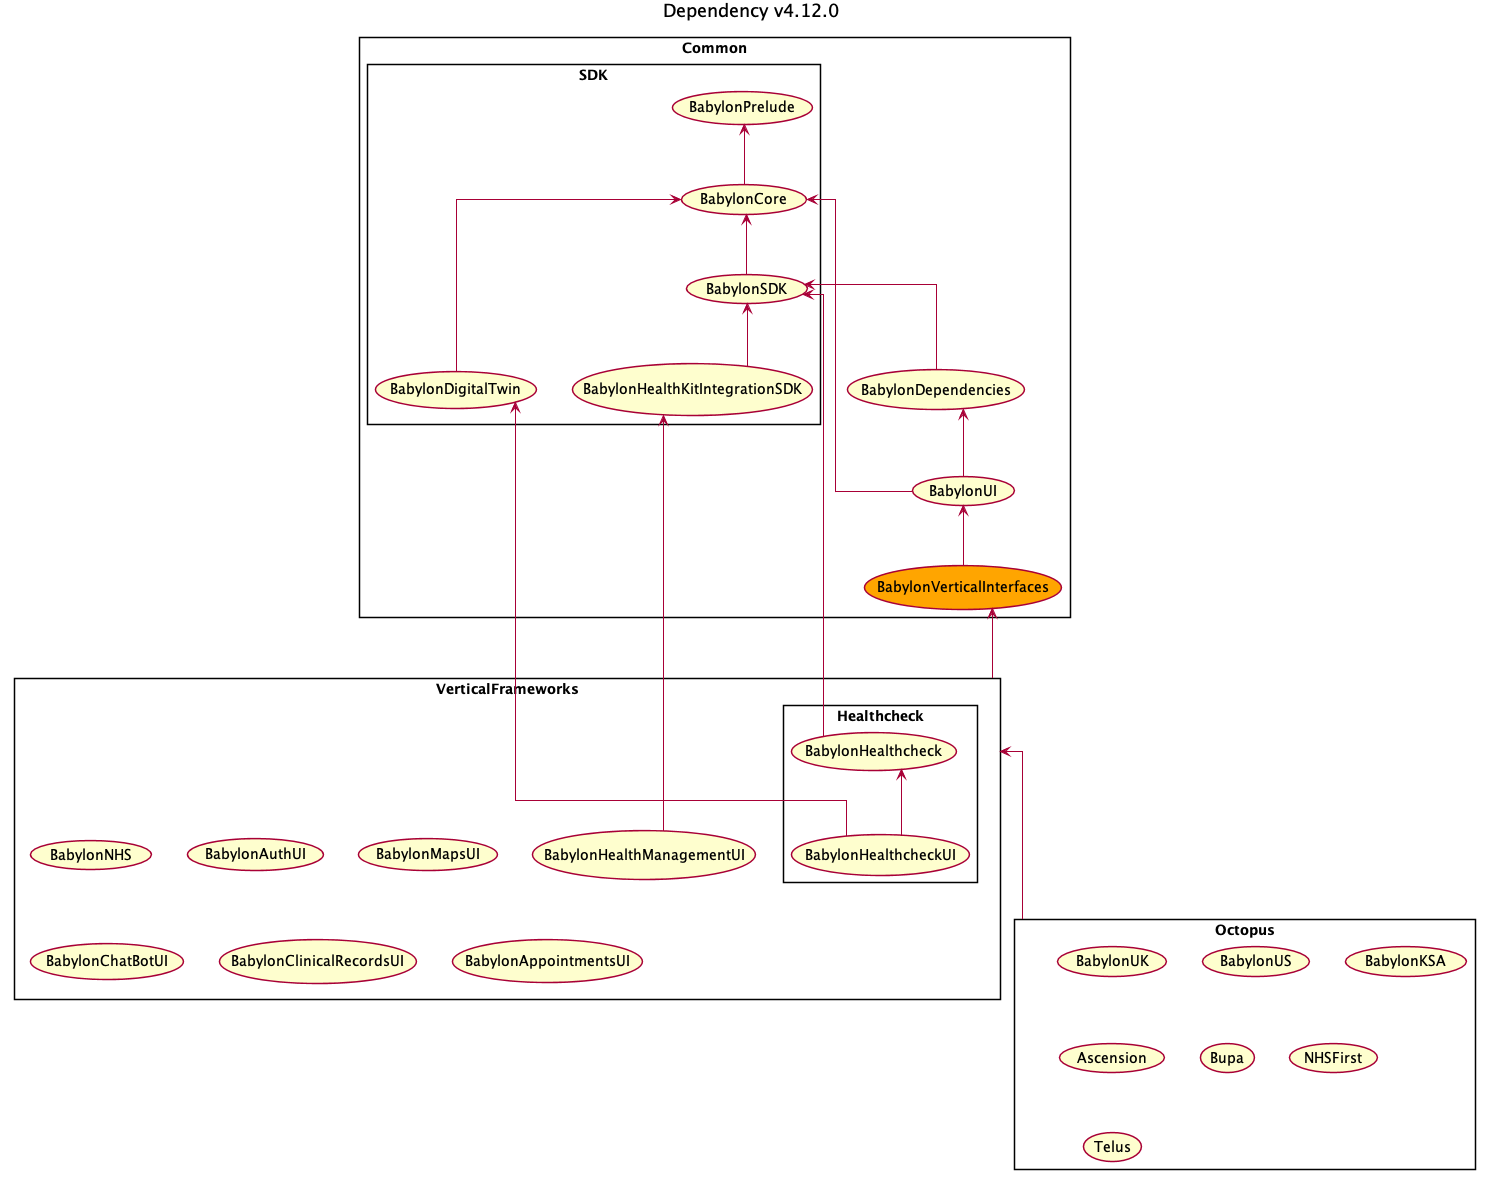 Dependency v4.12.0
Common
SDK
BabylonPrelude
BabylonCore
BabylonSDK
BabylonDigitalTwin
BabylonHealthKitIntegrationSDK
BabylonDependencies
BabylonUI
BabylonVerticalInterfaces
VerticalFrameworks
Healthcheck
BabylonHealthcheck
BabylonNHS
BabylonAuthUI
BabylonMapsUI
BabylonHealthManagementUI
BabylonHealthcheckUI
BabylonChatBotUI
BabylonClinicalRecordsUI
BabylonAppointmentsUI
Octopus
BabylonUK
BabylonUS
BabylonKSA
Ascension
Bupa
NHSFirst
Telus